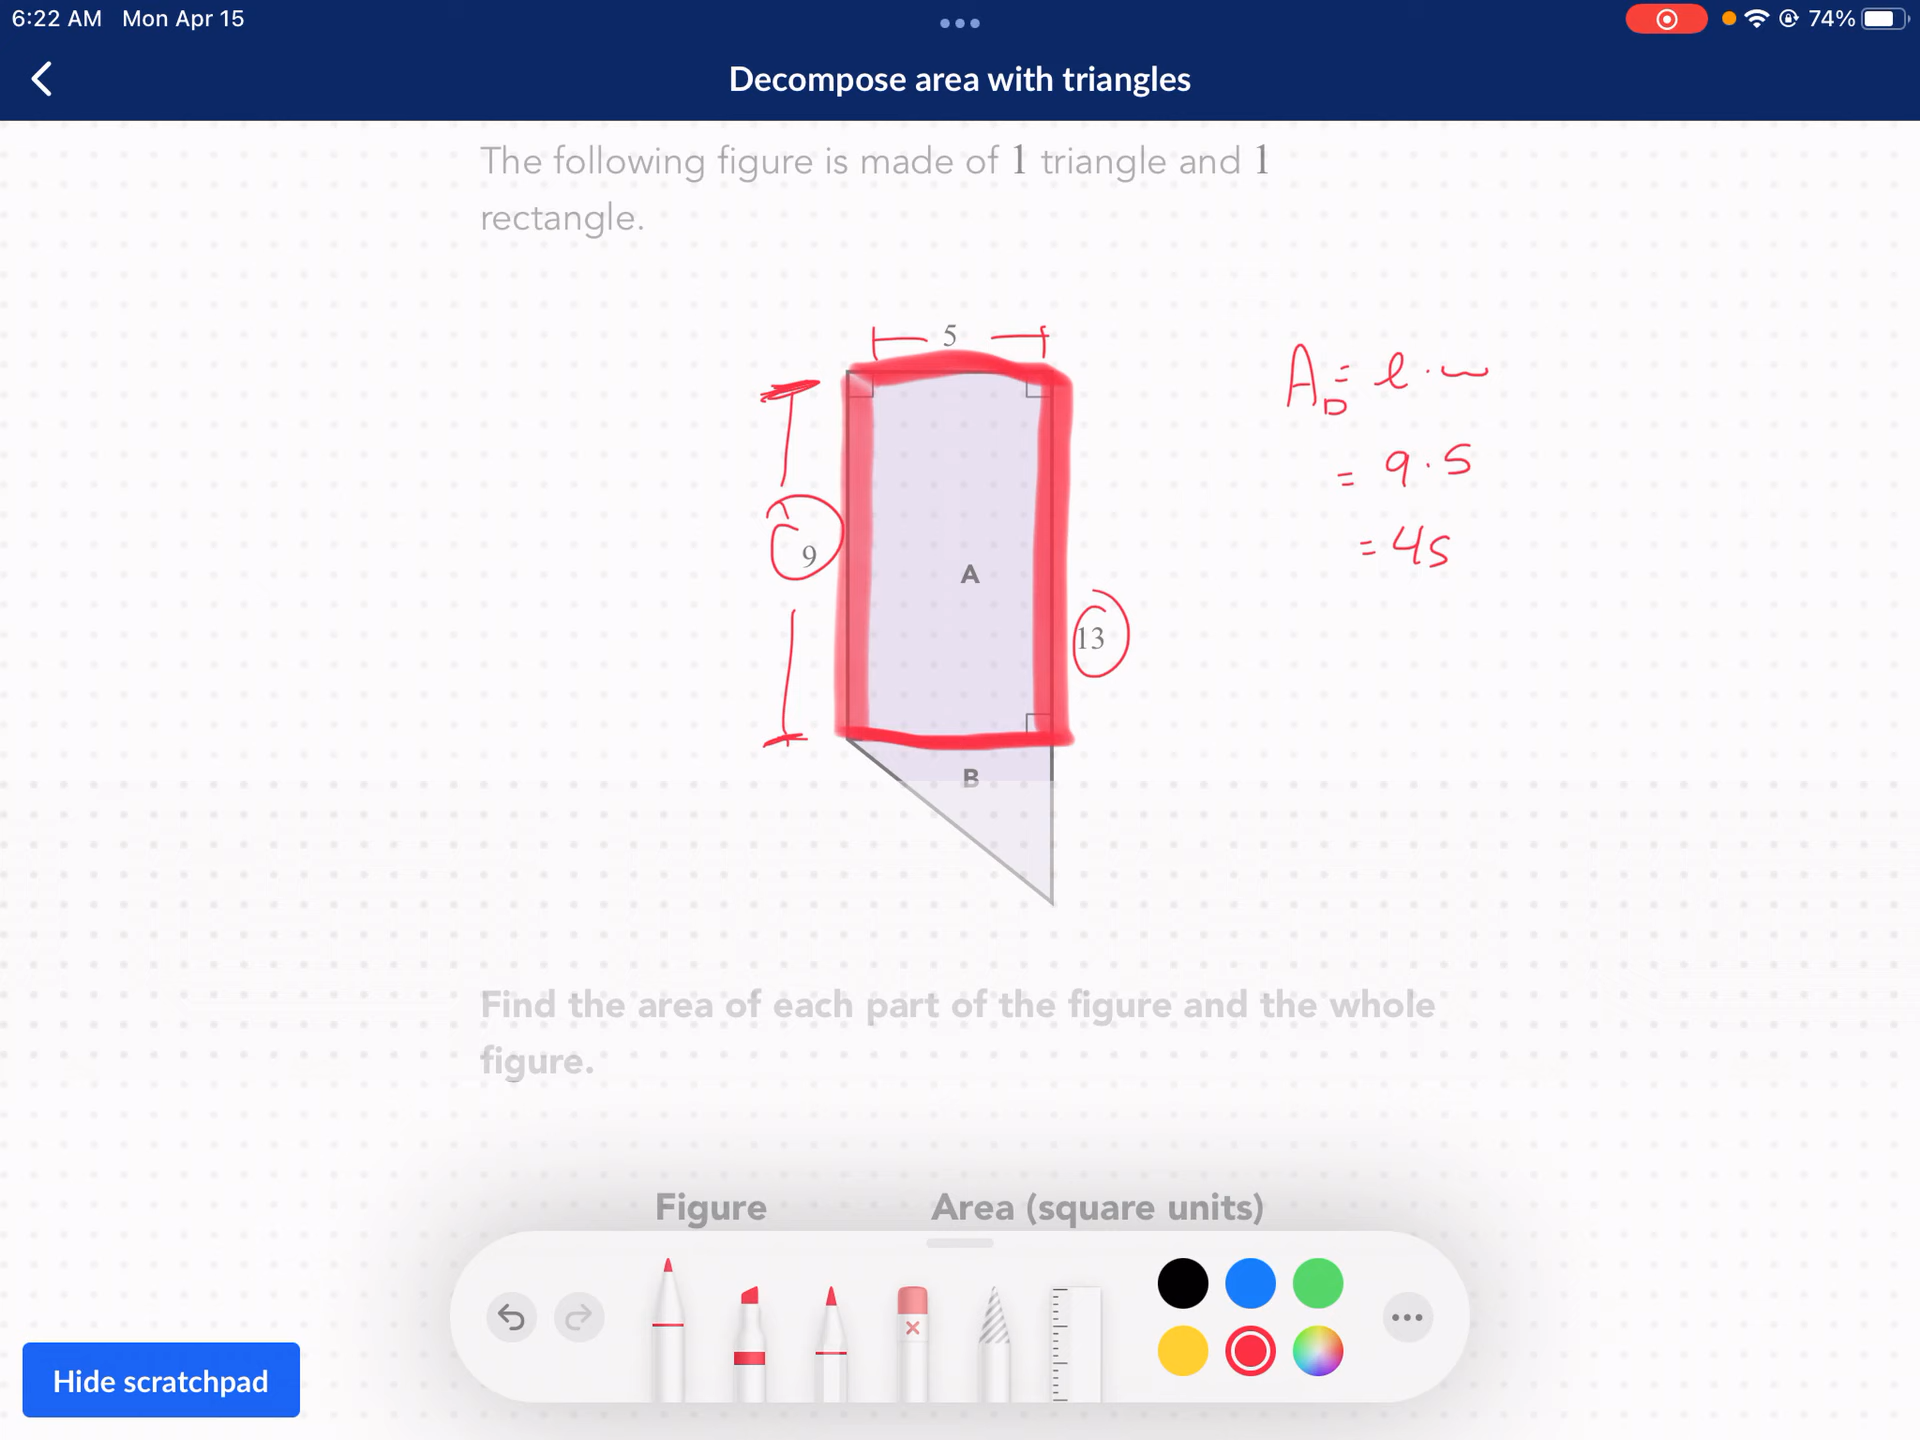 6:22 AM Mon Apr 15
74%
Decompose area with triangles
The following figure is made of 1 triangle and 1
rectangle.
5
A = l · w
= 9 · 5
= 45
9
A
13
B
Find the area of each part of the figure and the whole
figure.
Figure Area (square units)
Hide scratchpad